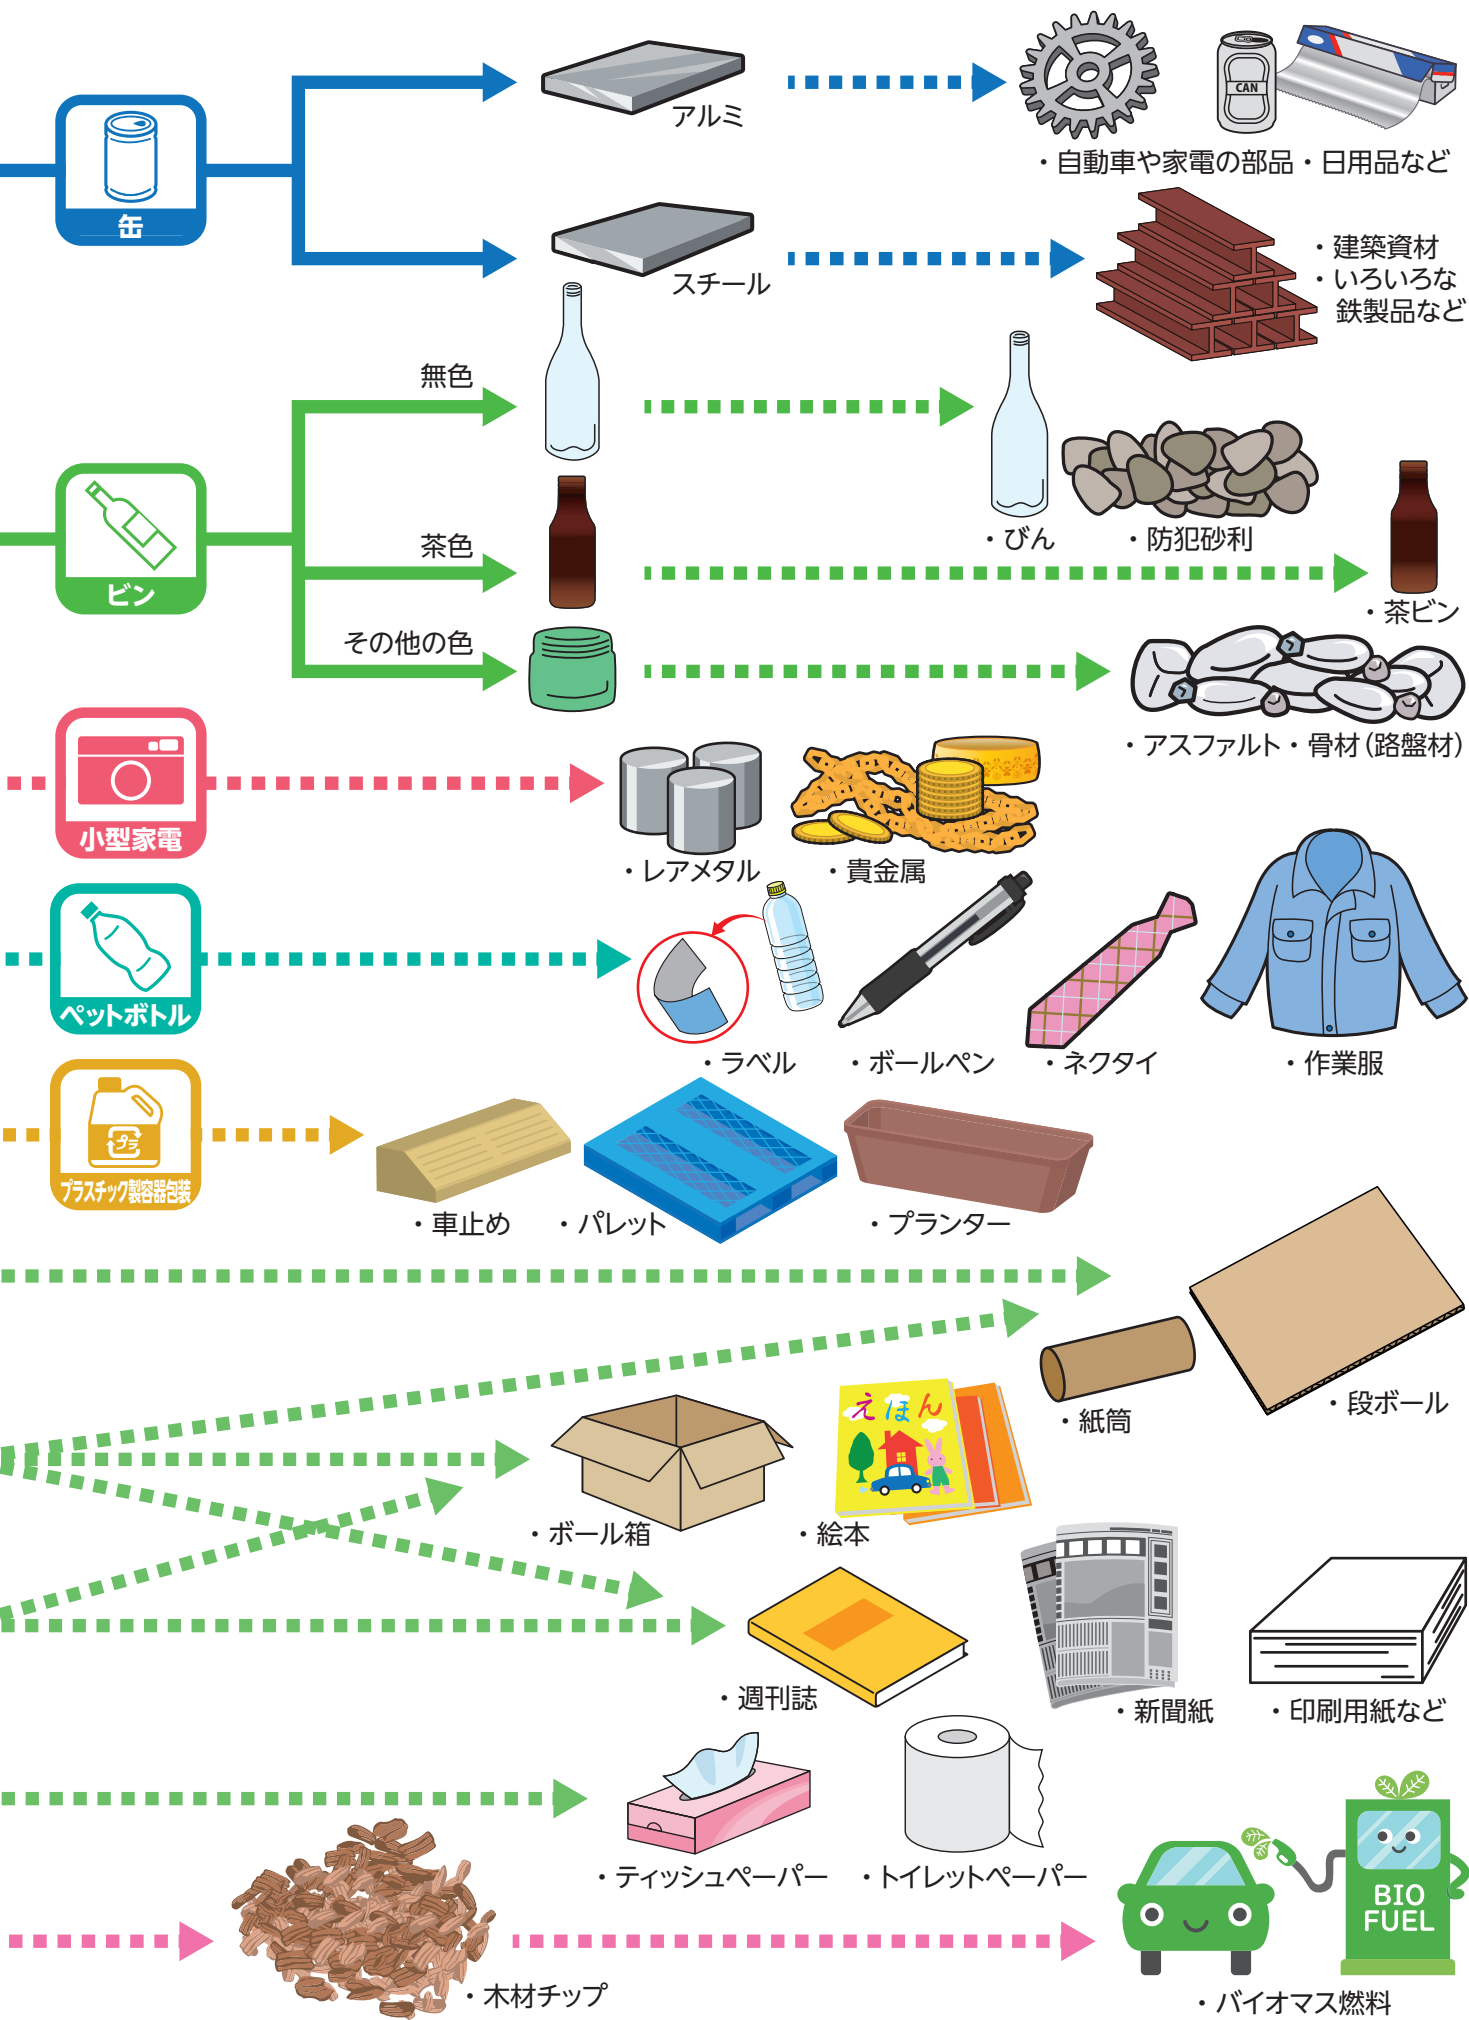 缶
アルミ
CAN
・自動車や家電の部品・日用品など
スチール
・建築資材
・いろいろな
鉄製品など
ビン
無色
・びん
・防犯砂利
茶色
・茶ビン
その他の色
・アスファルト・骨材（路盤材）
小型家電
・レアメタル
・貴金属
ペットボトル
・ラベル
・ボールペン
・ネクタイ
・作業服
プラ
プラスチック製容器包装
・車止め
・パレット
・プランター
・紙筒
・段ボール
えほん
・ボール箱
・絵本
・週刊誌
・新聞紙
・印刷用紙など
・ティッシュペーパー
・トイレットペーパー
BIO
FUEL
・木材チップ
・バイオマス燃料